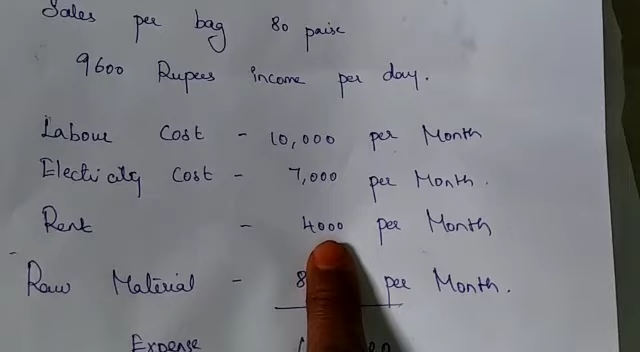 Sales per bag 80 paise
9600 Rupees income per day.
Labour Cost - 10,000 per Month
Electricity Cost - 7,000 per Month.
Rent - 4000 per Month
Raw Material - per Month.
Expense